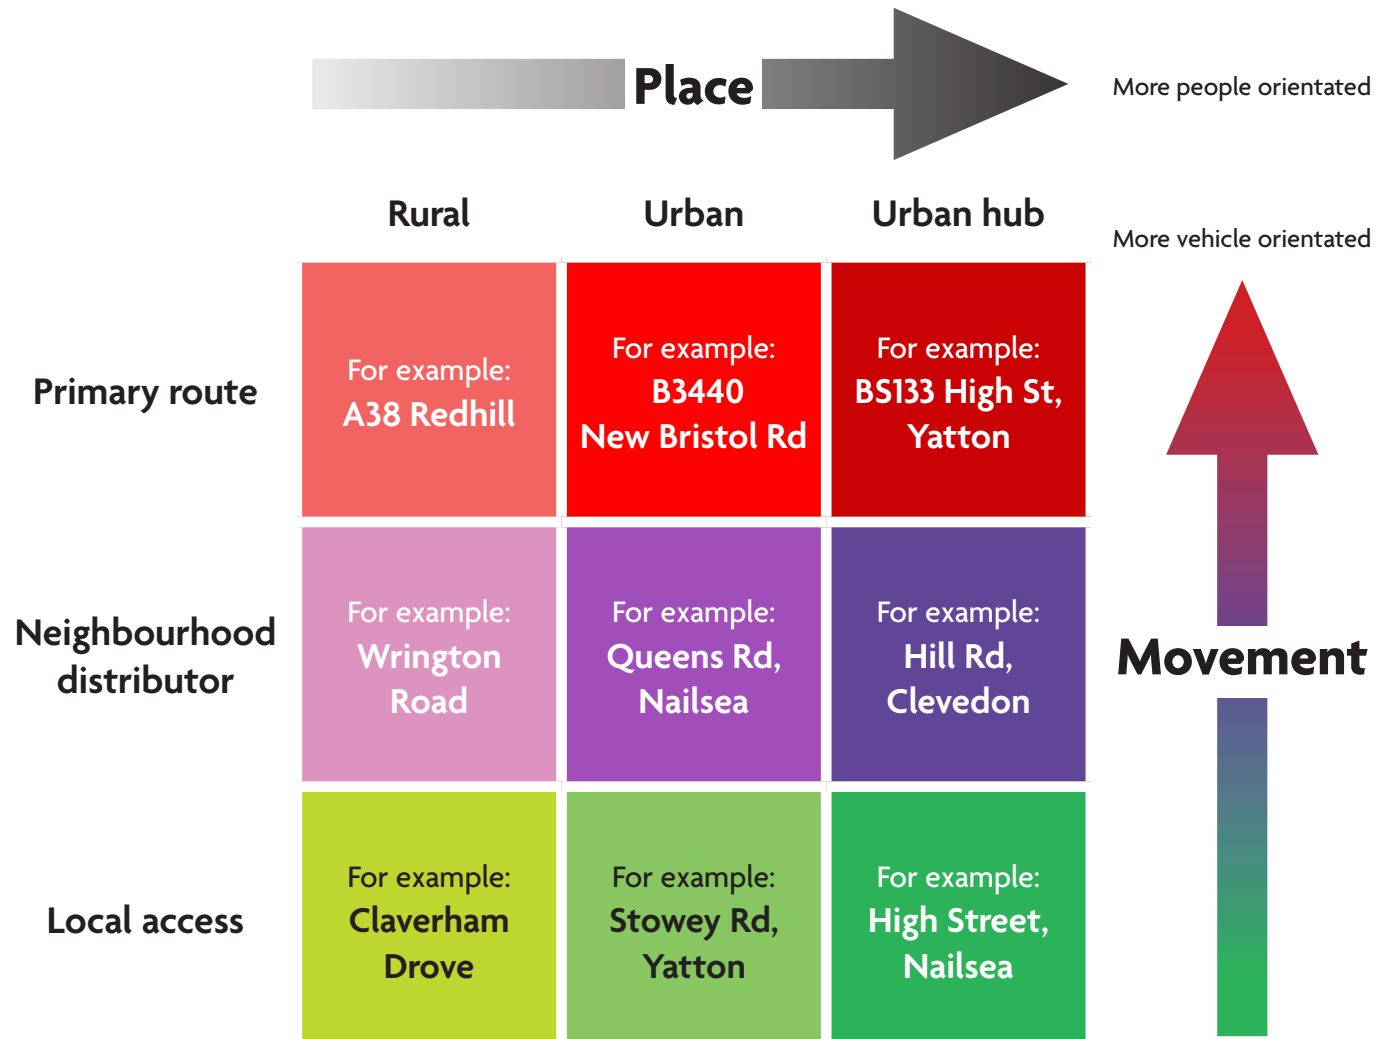 Place
More people orientated
Rural
Urban
Urban hub
More vehicle orientated
Primary route
For example:
A38 Redhill
For example:
B3440
New Bristol Rd
For example:
BS133 High St,
Yatton
Neighbourhood
distributor
For example:
Wrington
Road
For example:
Queens Rd,
Nailsea
For example:
Hill Rd,
Clevedon
Movement
Local access
For example:
Claverham
Drove
For example:
Stowey Rd,
Yatton
For example:
High Street,
Nailsea